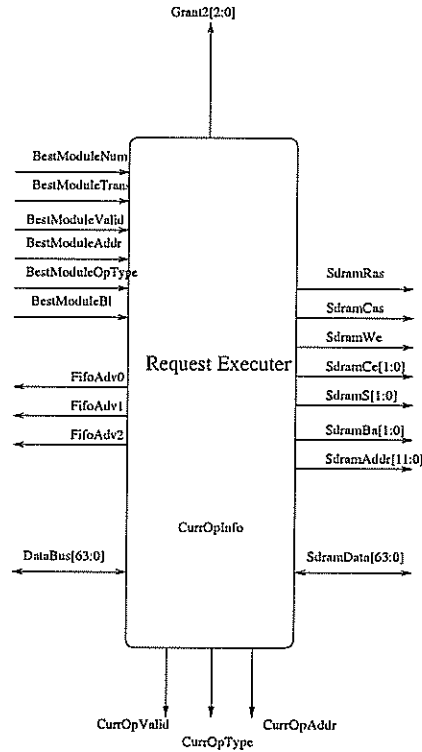 Grant2[2:0]
BestModuleNum
BestModuleTrans
BestModuleValid
BestModuleAddr
BestModuleOpType
BestModuleBl
SdramRas
SdramCas
SdramWe
Request Executer
SdramCe[1:0]
FifoAdv0
SdramS[1:0]
FifoAdv1
FifoAdv2
SdramBa[1:0]
SdramAddr[11:0]
CurrOpInfo
DataBus[63:0]
SdramData[63:0]
CurrOpValid
CurrOpAddr
CurrOpType